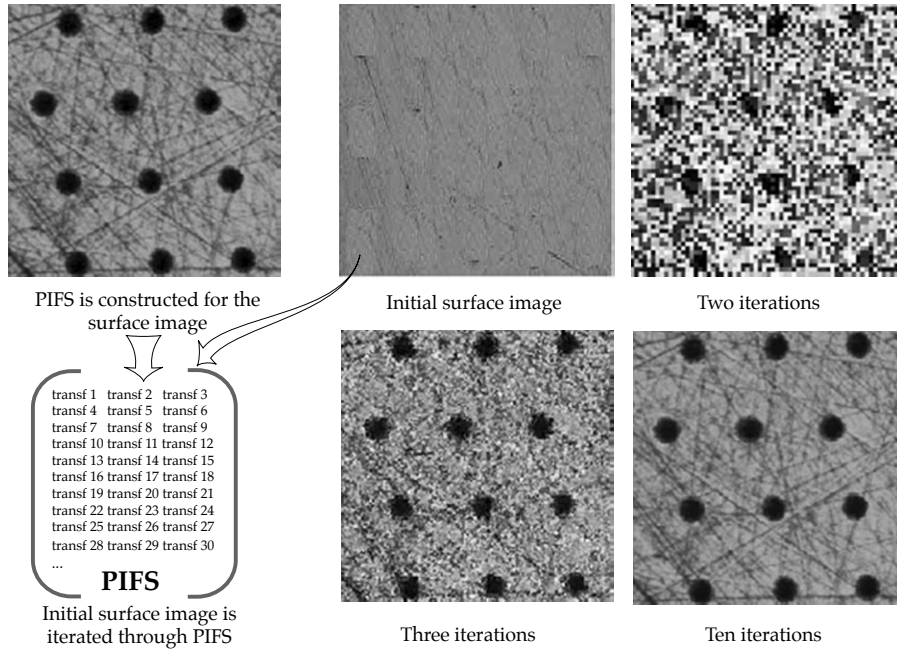 PIFS is constructed for the
surface image
Initial surface image
Two iterations
transf 1 transf 2 transf 3
transf 4 transf 5 transf 6
transf 7 transf 8 transf 9
transf 10 transf 11 transf 12
transf 13 transf 14 transf 15
transf 16 transf 17 transf 18
transf 19 transf 20 transf 21
transf 22 transf 23 transf 24
transf 25 transf 26 transf 27
transf 28 transf 29 transf 30
...
PIFS
Initial surface image is
iterated through PIFS
Three iterations
Ten iterations